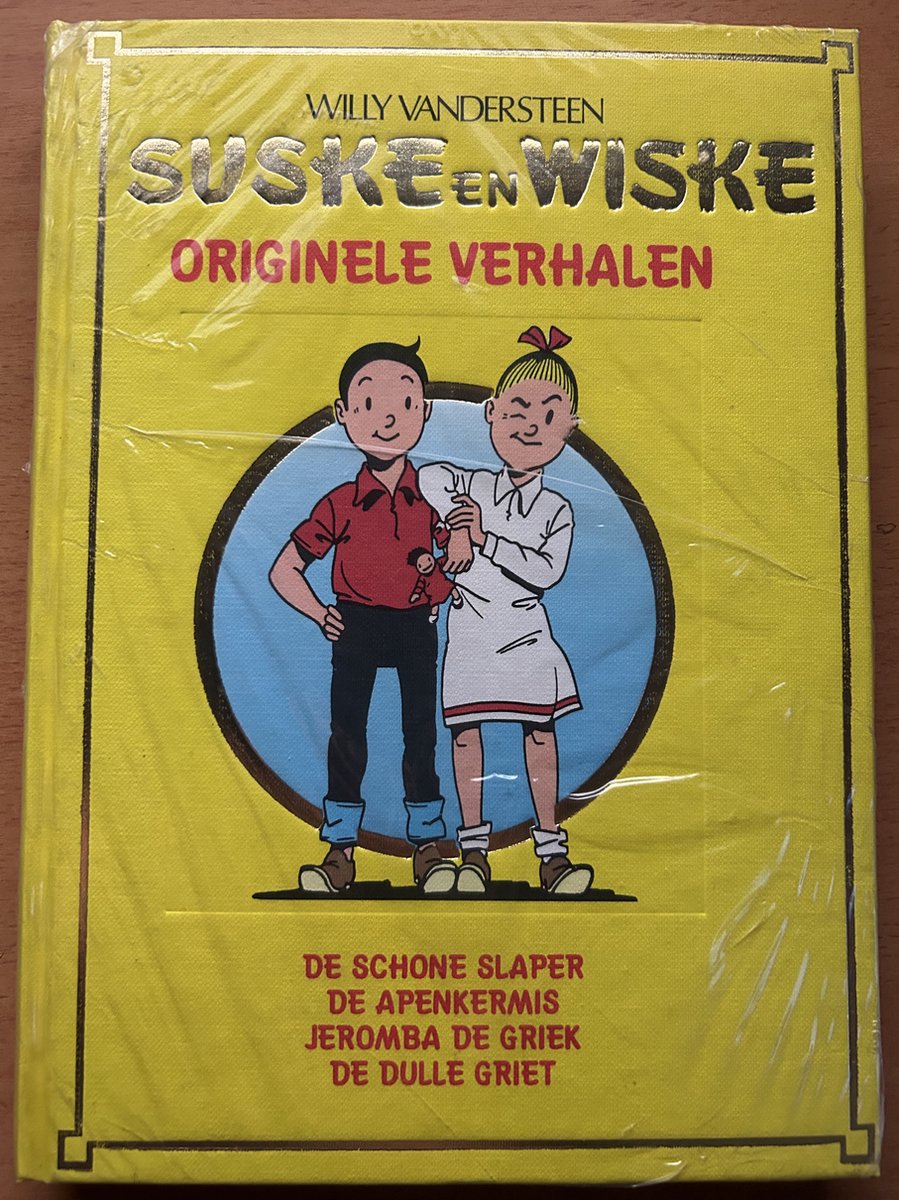 WILLY VANDERSTEEN
SUSKE EN WISKE
ORIGINELE VERHALEN
DE SCHONE SLAPER
DE APENKERMIS
JEROMBA DE GRIEK
DE DULLE GRIET